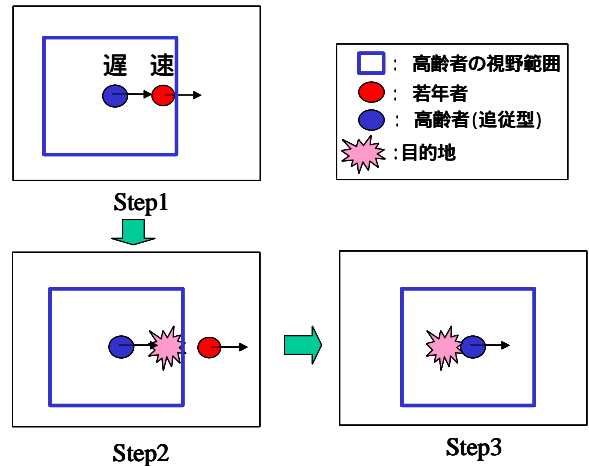 遅 速
Step1
: 高齢者の視野範囲
: 若年者
: 高齢者(追従型)
:目的地
Step2
Step3